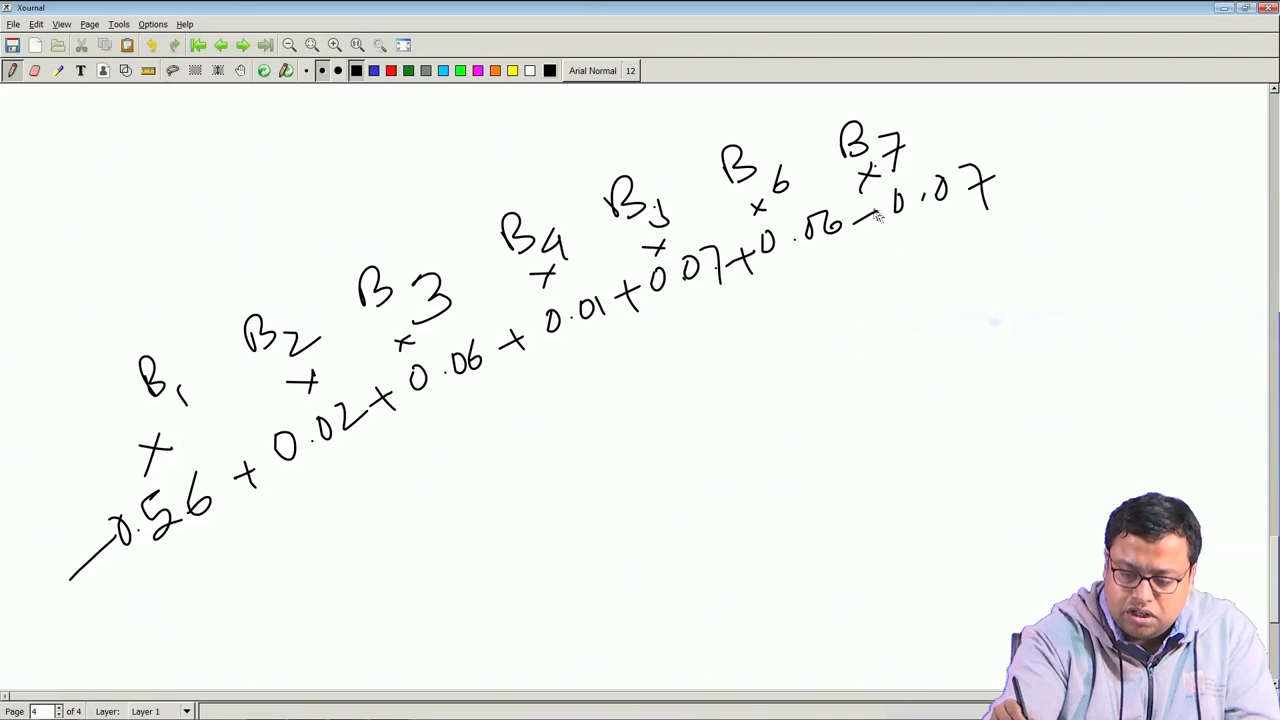 Xournal
File Edit View Page Tools Options Help
Arial Normal 12
B1 B2 B3 B4 B5 B6 B7
× × × × × × ×
-0.56 + 0.02 + 0.06 + 0.01 + 0.07 + 0.06 - 0.07
Page 4 of 4 Layer: Layer 1